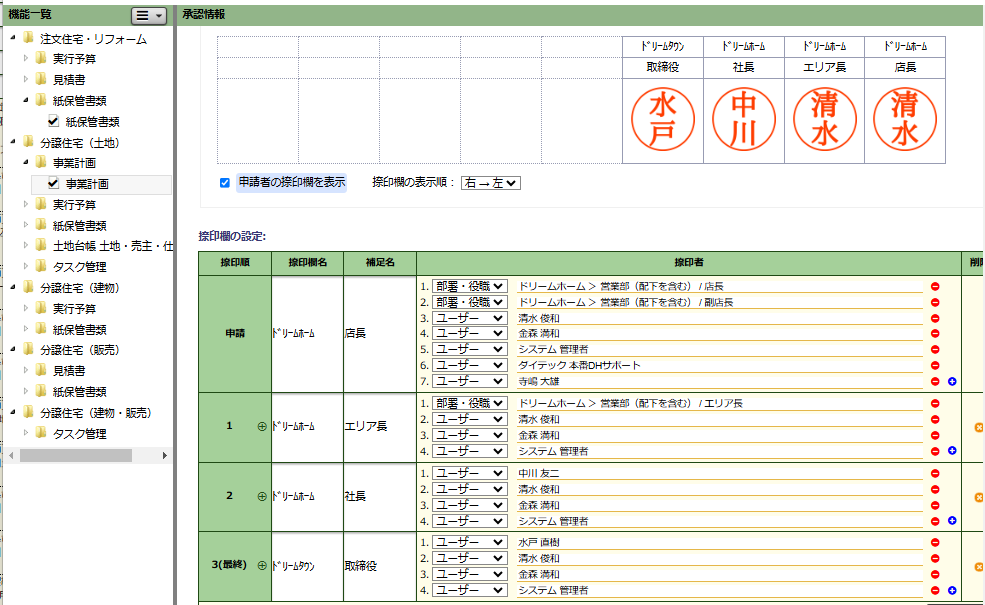 機能一覧
注文住宅・リフォーム
実行予算
見積書
紙保管書類
紙保管書類
分譲住宅（土地）
事業計画
事業計画
実行予算
紙保管書類
土地台帳 土地・売主・仕
タスク管理
分譲住宅（建物）
実行予算
紙保管書類
分譲住宅（販売）
見積書
紙保管書類
分譲住宅（建物・販売）
タスク管理
承認情報
ﾄﾞﾘｰﾑﾀｳﾝ ﾄﾞﾘｰﾑﾎｰﾑ ﾄﾞﾘｰﾑﾎｰﾑ ﾄﾞﾘｰﾑﾎｰﾑ
取締役 社長 エリア長 店長
水戸 中川 清水 清水
申請者の捺印欄を表示 捺印欄の表示順： 右→左
捺印欄の設定:
捺印順 捺印欄名 補足名 捺印者
申請 ﾄﾞﾘｰﾑﾎｰﾑ 店長
1. 部署・役職 ドリームホーム ＞ 営業部（配下を含む） / 店長
2. 部署・役職 ドリームホーム ＞ 営業部（配下を含む） / 副店長
3. ユーザー 清水 俊和
4. ユーザー 金森 満和
5. ユーザー システム 管理者
6. ユーザー ダイテック 本番DHサポート
7. ユーザー 寺嶋 大雄
1 ﾄﾞﾘｰﾑﾎｰﾑ エリア長
1. 部署・役職 ドリームホーム ＞ 営業部（配下を含む） / エリア長
2. ユーザー 清水 俊和
3. ユーザー 金森 満和
4. ユーザー システム 管理者
2 ﾄﾞﾘｰﾑﾎｰﾑ 社長
1. ユーザー 中川 友二
2. ユーザー 清水 俊和
3. ユーザー 金森 満和
4. ユーザー システム 管理者
3(最終) ﾄﾞﾘｰﾑﾀｳﾝ 取締役
1. ユーザー 水戸 直樹
2. ユーザー 清水 俊和
3. ユーザー 金森 満和
4. ユーザー システム 管理者